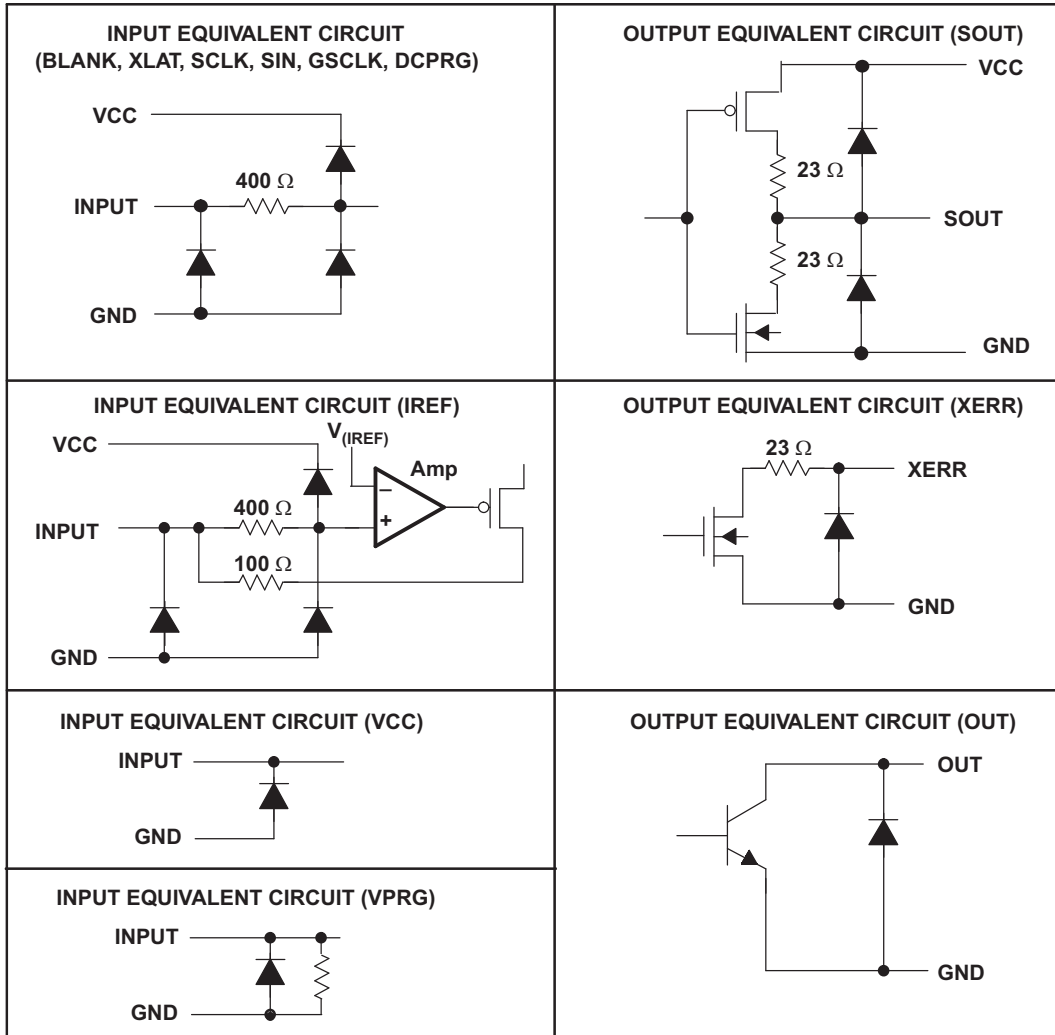 INPUT EQUIVALENT CIRCUIT
(BLANK, XLAT, SCLK, SIN, GSCLK, DCPRG)
VCC
400 Ω
INPUT
GND
OUTPUT EQUIVALENT CIRCUIT (SOUT)
VCC
23 Ω
SOUT
23 Ω
GND
INPUT EQUIVALENT CIRCUIT (IREF)
V(IREF)
VCC
Amp
400 Ω
INPUT
100 Ω
GND
OUTPUT EQUIVALENT CIRCUIT (XERR)
23 Ω
XERR
GND
INPUT EQUIVALENT CIRCUIT (VCC)
INPUT
GND
OUTPUT EQUIVALENT CIRCUIT (OUT)
OUT
GND
INPUT EQUIVALENT CIRCUIT (VPRG)
INPUT
GND